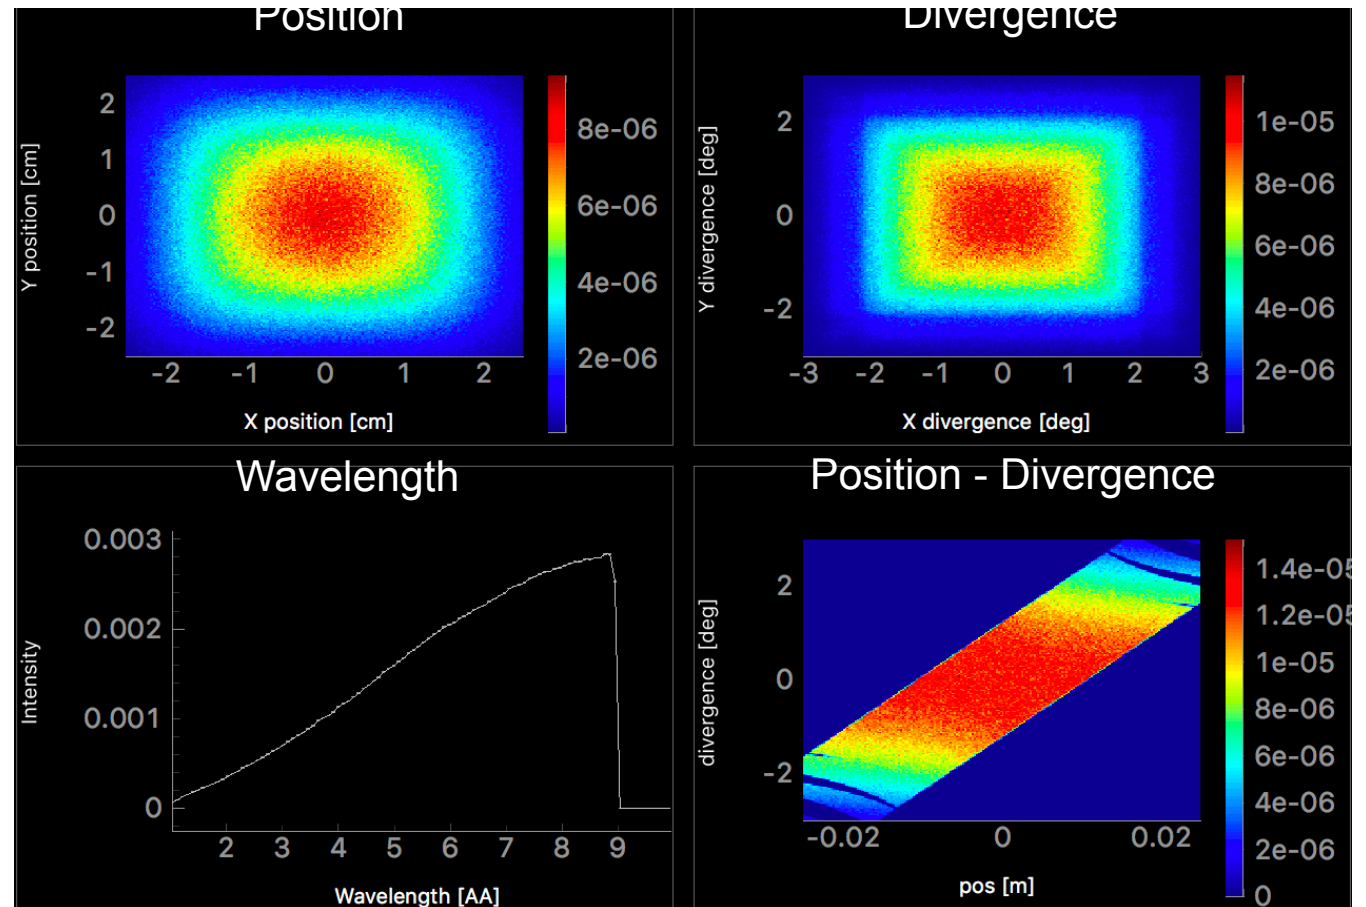 Position
2
1
0
-1
-2
Y position [cm]
-2 -1 0 1 2
X position [cm]
8e-06
6e-06
4e-06
2e-06
Divergence
2
0
-2
Y divergence [deg]
-3 -2 -1 0 1 2 3
X divergence [deg]
1e-05
8e-06
6e-06
4e-06
2e-06
Wavelength
0.003
0.002
0.001
0
Intensity
2 3 4 5 6 7 8 9
Wavelength [AA]
Position - Divergence
2
0
-2
divergence [deg]
-0.02 0 0.02
pos [m]
1.4e-05
1.2e-05
1e-05
8e-06
6e-06
4e-06
2e-06
0